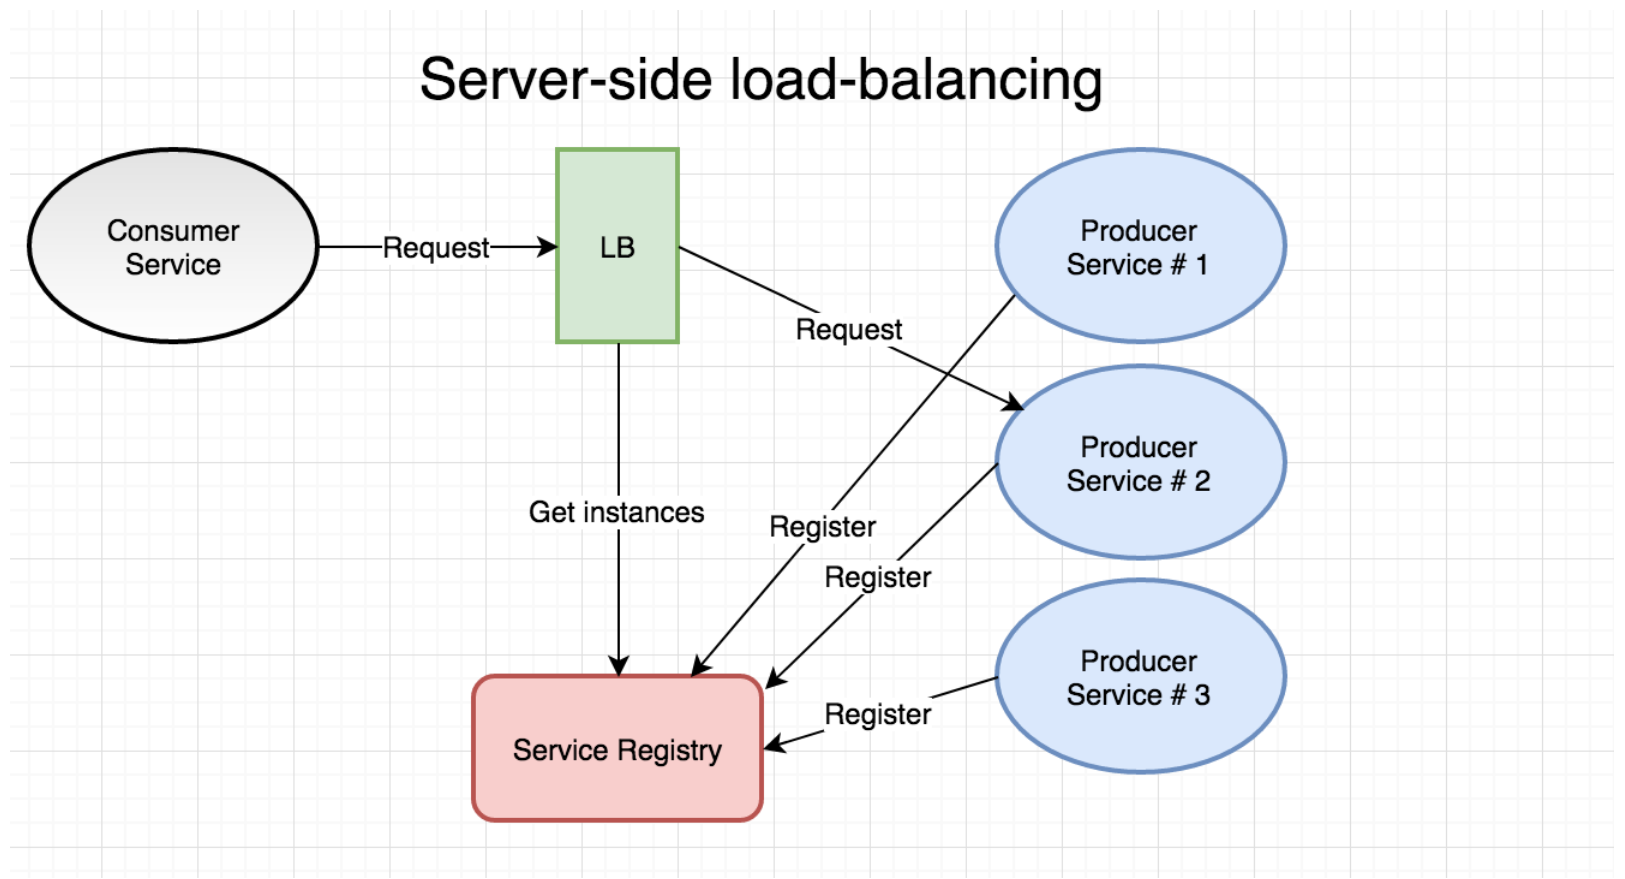 Server-side load-balancing
Consumer
Service
Request
LB
Producer
Service # 1
Request
Producer
Service # 2
Get instances
Register
Register
Producer
Service # 3
Register
Service Registry